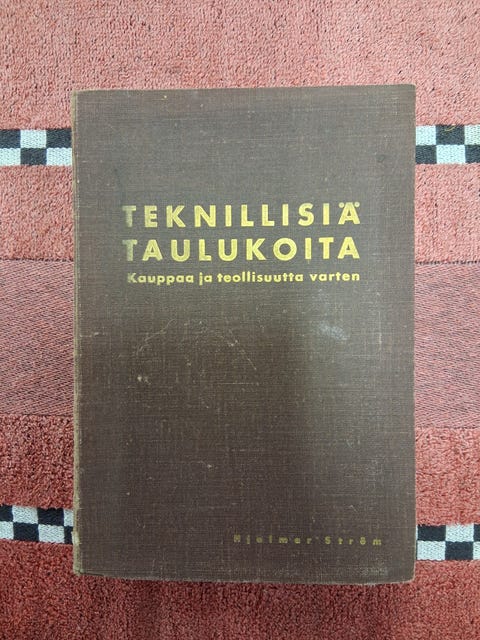 TEKNILLISIÄ
TAULUKOITA
Kauppaa ja teollisuutta varten
Hjalmar Ström